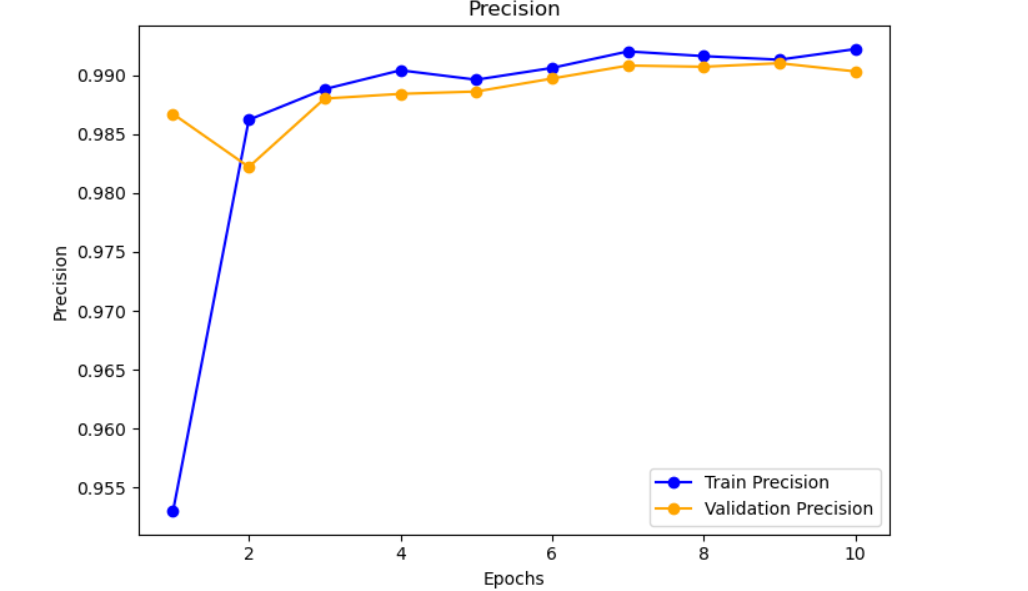 Precision
0.990
0.985
0.980
0.975
0.970
0.965
0.960
0.955
Precision
2 4 6 8 10
Epochs
Train Precision
Validation Precision